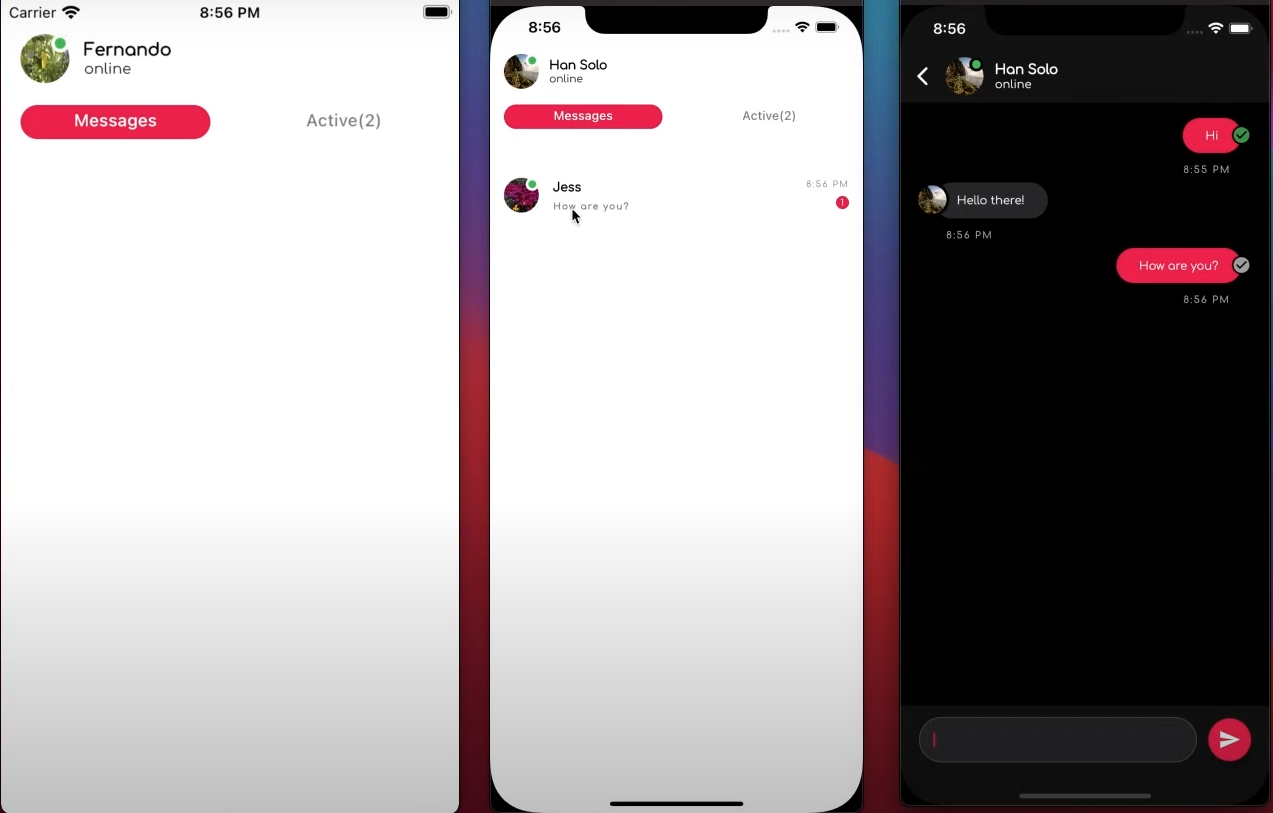 Carrier 8:56 PM
Fernando
online
Messages Active(2)
8:56
Han Solo
online
Messages Active(2)
Jess 8:56 PM
How are you? 1
8:56
Han Solo
online
Hi
8:55 PM
Hello there!
8:56 PM
How are you?
8:56 PM